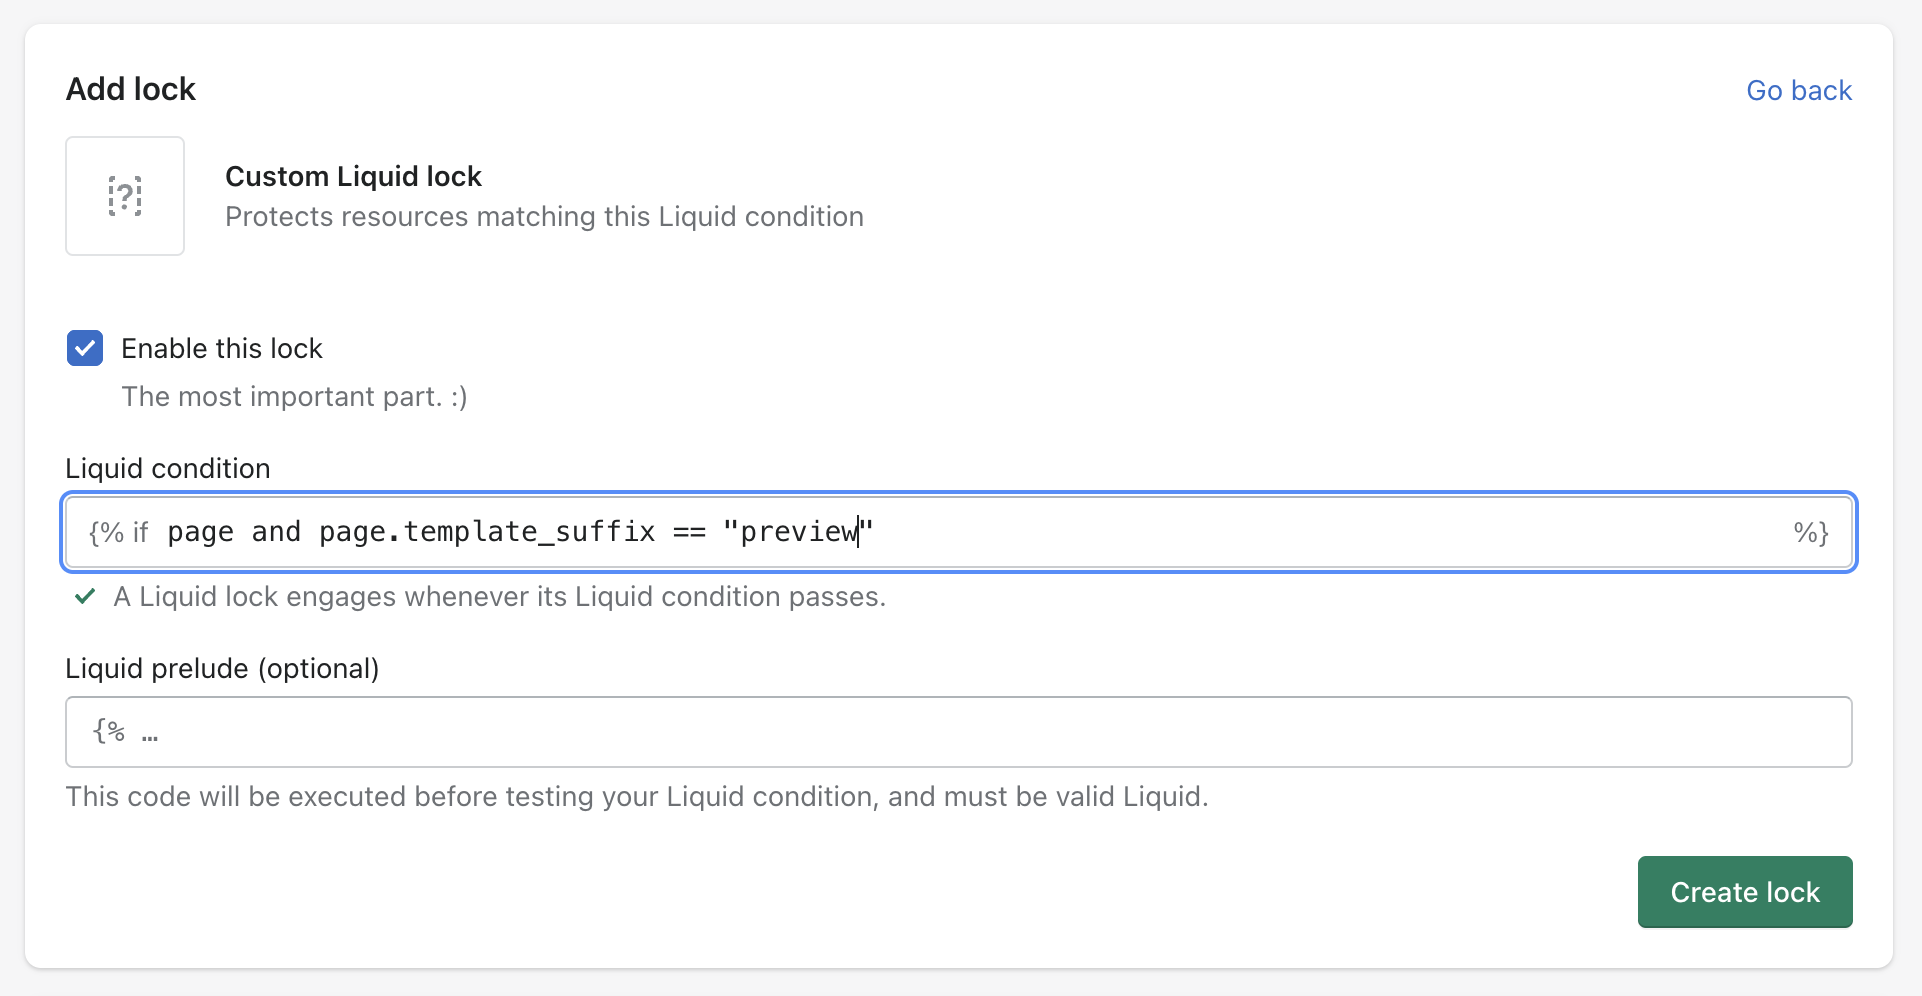 Add lock
Go back
[?]
Custom Liquid lock
Protects resources matching this Liquid condition
Enable this lock
The most important part. :)
Liquid condition
{% if page and page.template_suffix == "preview" %}
A Liquid lock engages whenever its Liquid condition passes.
Liquid prelude (optional)
{% …
This code will be executed before testing your Liquid condition, and must be valid Liquid.
Create lock